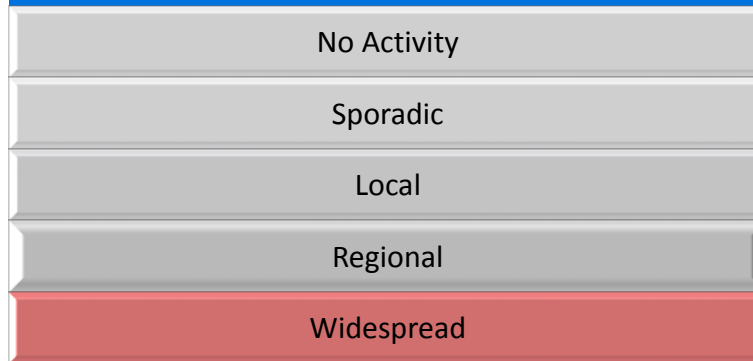 No Activity
Sporadic
Local
Regional
Widespread